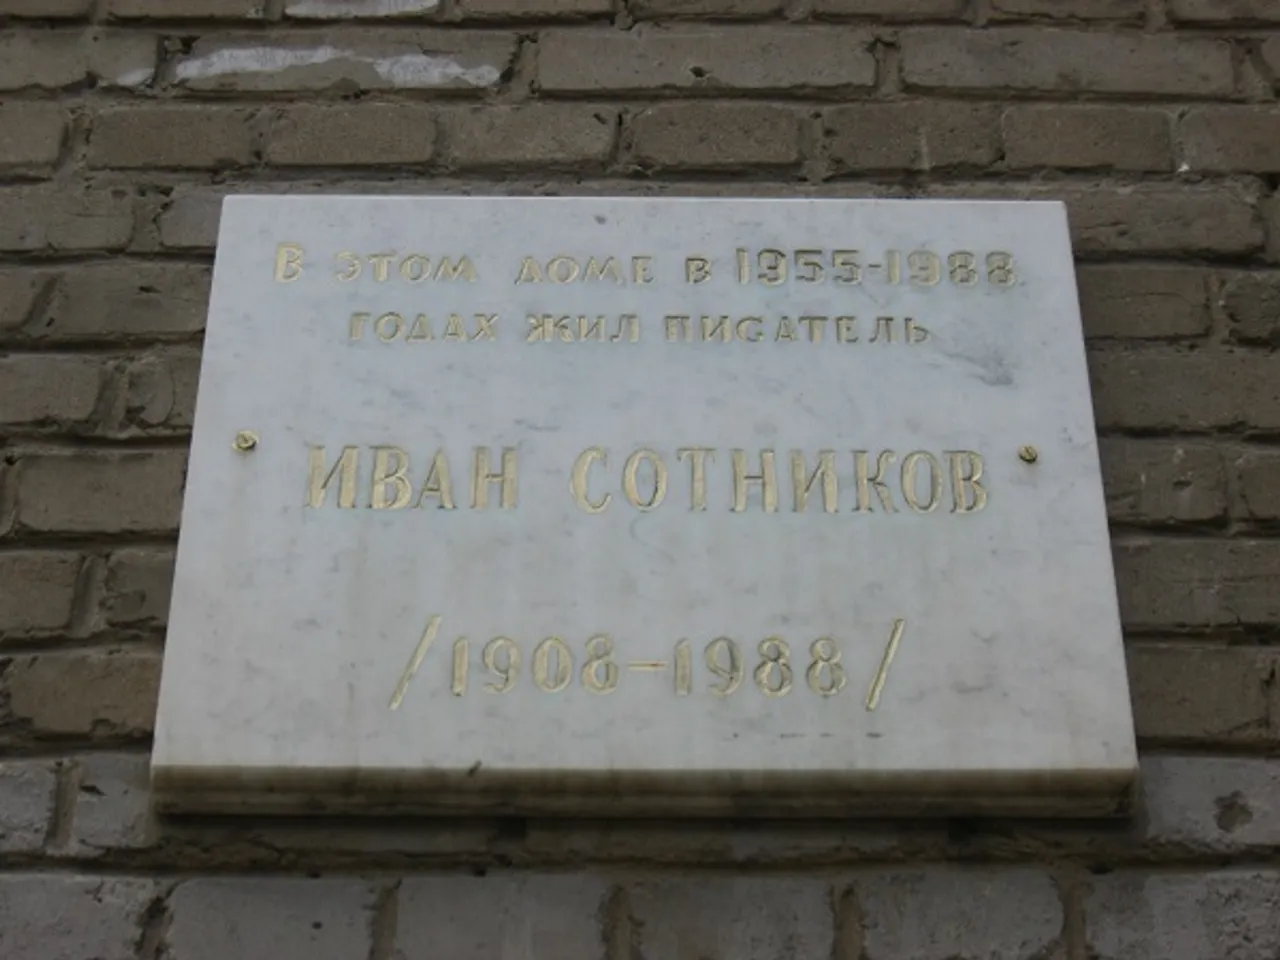 В ЭТОМ ДОМЕ В 1955-1988
ГОДАХ ЖИЛ ПИСАТЕЛЬ
ИВАН СОТНИКОВ
/1908-1988/